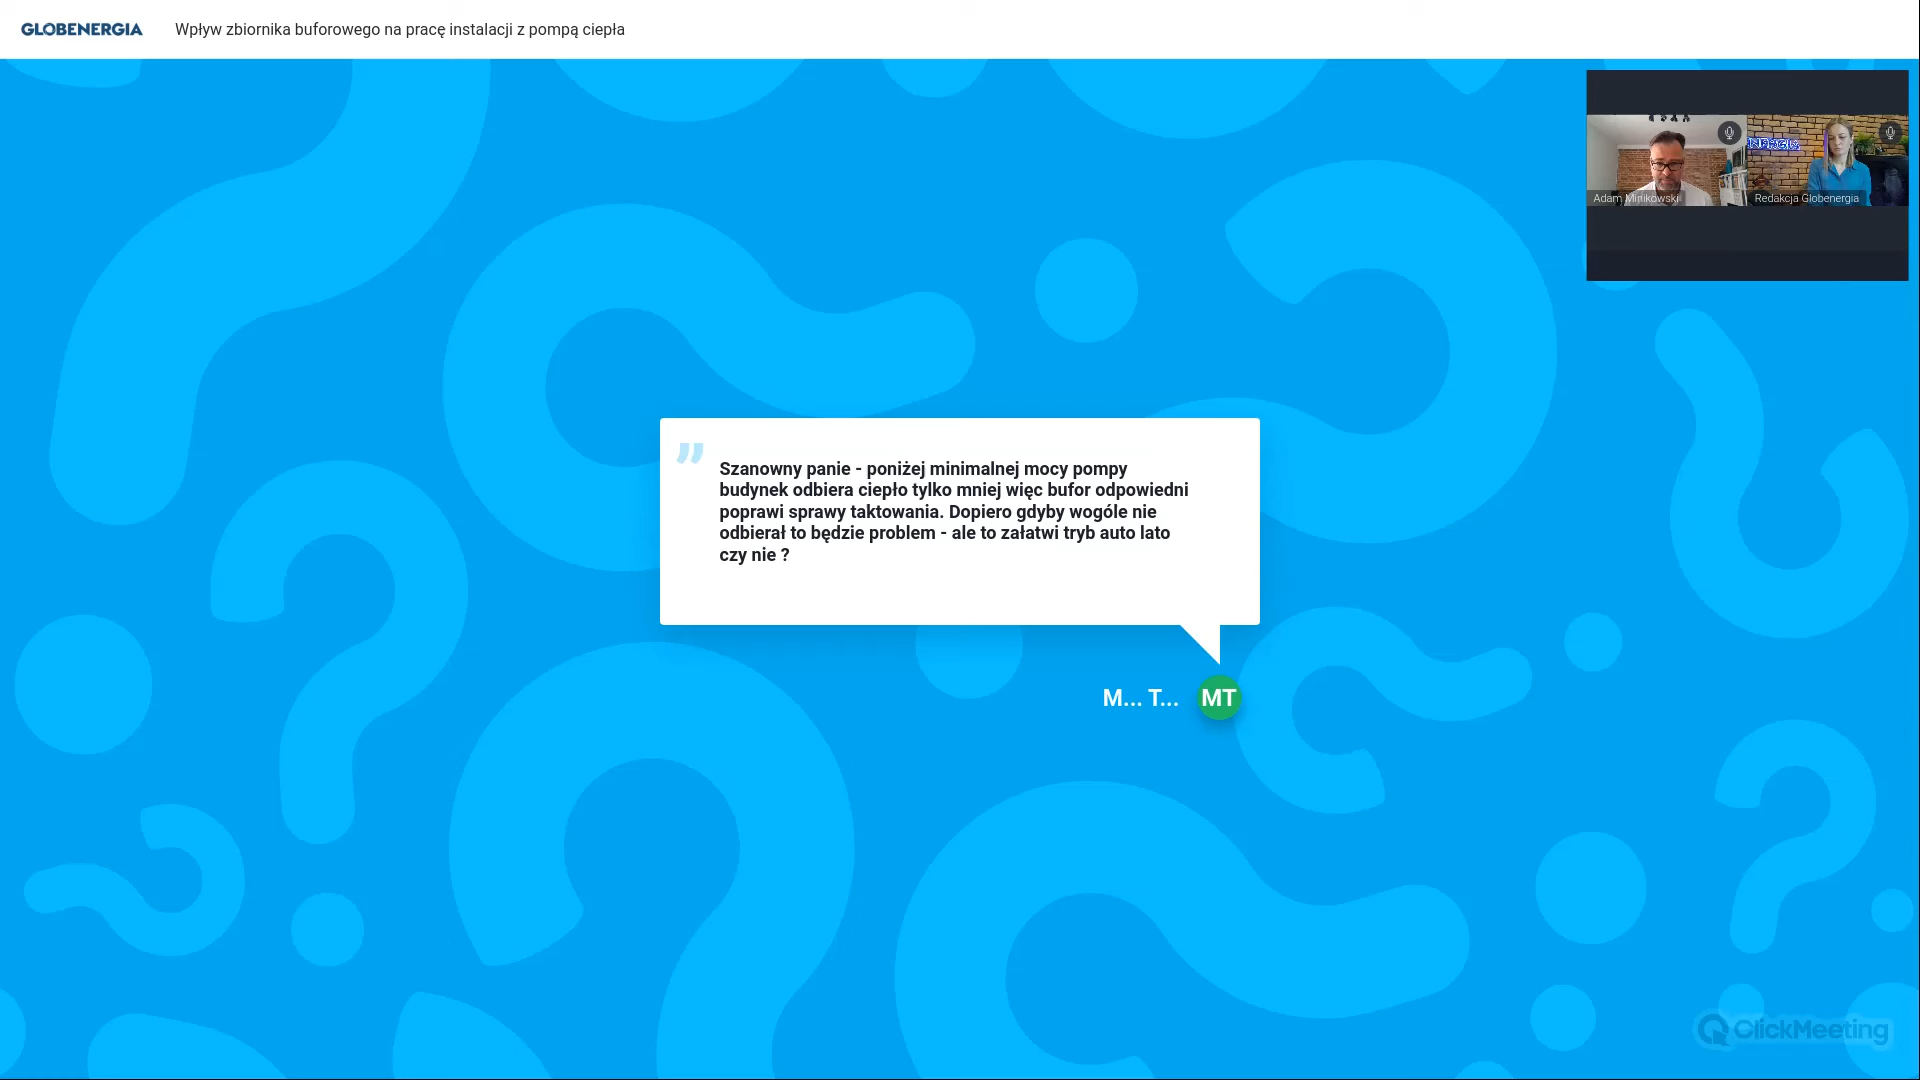 GLOBENERGIA
Wpływ zbiornika buforowego na pracę instalacji z pompą ciepła
Adam Mirikowski
Redakcja Globenergia
Szanowny panie - poniżej minimalnej mocy pompy
budynek odbiera ciepło tylko mniej więc bufor odpowiedni
poprawi sprawy taktowania. Dopiero gdyby wogóle nie
odbierał to będzie problem - ale to załatwi tryb auto lato
czy nie ?
M... T...
MT
ClickMeeting